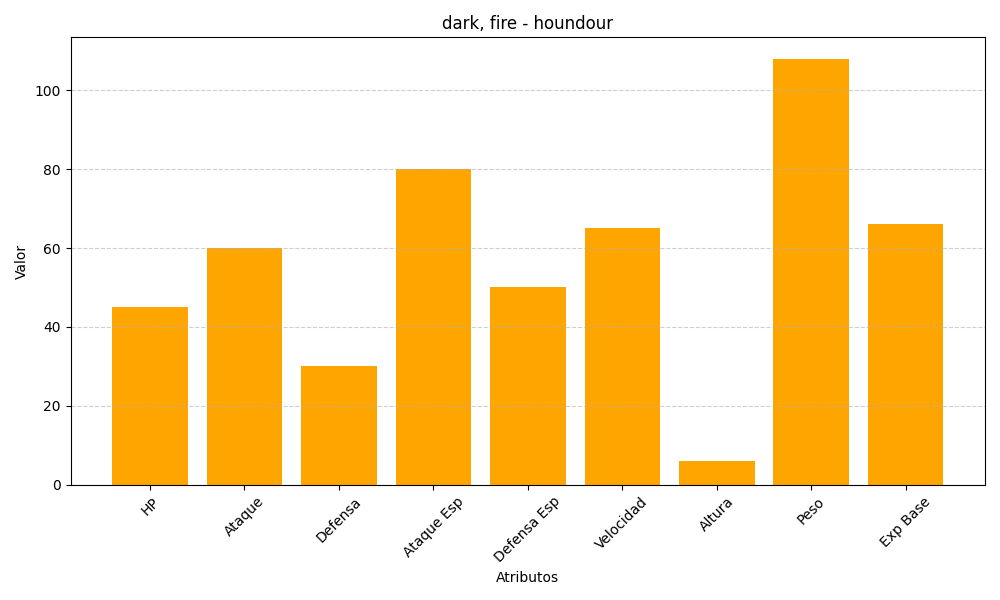 dark, fire - houndour
Valor
100
80
60
40
20
0
HP
Ataque
Defensa
Ataque Esp
Defensa Esp
Velocidad
Altura
Peso
Exp Base
Atributos